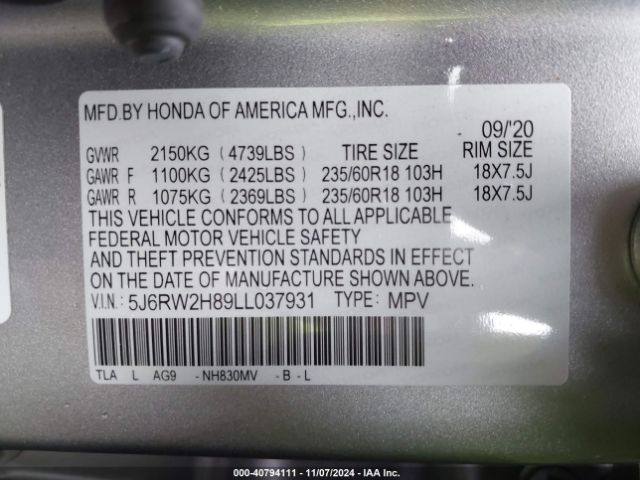 MFD.BY HONDA OF AMERICA MFG.,INC.
09/'20
GVWR 2150KG ( 4739LBS ) TIRE SIZE RIM SIZE
GAWR F 1100KG ( 2425LBS ) 235/60R18 103H 18X7.5J
GAWR R 1075KG ( 2369LBS ) 235/60R18 103H 18X7.5J
THIS VEHICLE CONFORMS TO ALL APPLICABLE
FEDERAL MOTOR VEHICLE SAFETY
AND THEFT PREVENTION STANDARDS IN EFFECT
ON THE DATE OF MANUFACTURE SHOWN ABOVE.
V.I.N.: 5J6RW2H89LL037931 TYPE: MPV
TLA L AG9 - NH830MV - B - L
000-40794111 - 11/07/2024 - IAA Inc.